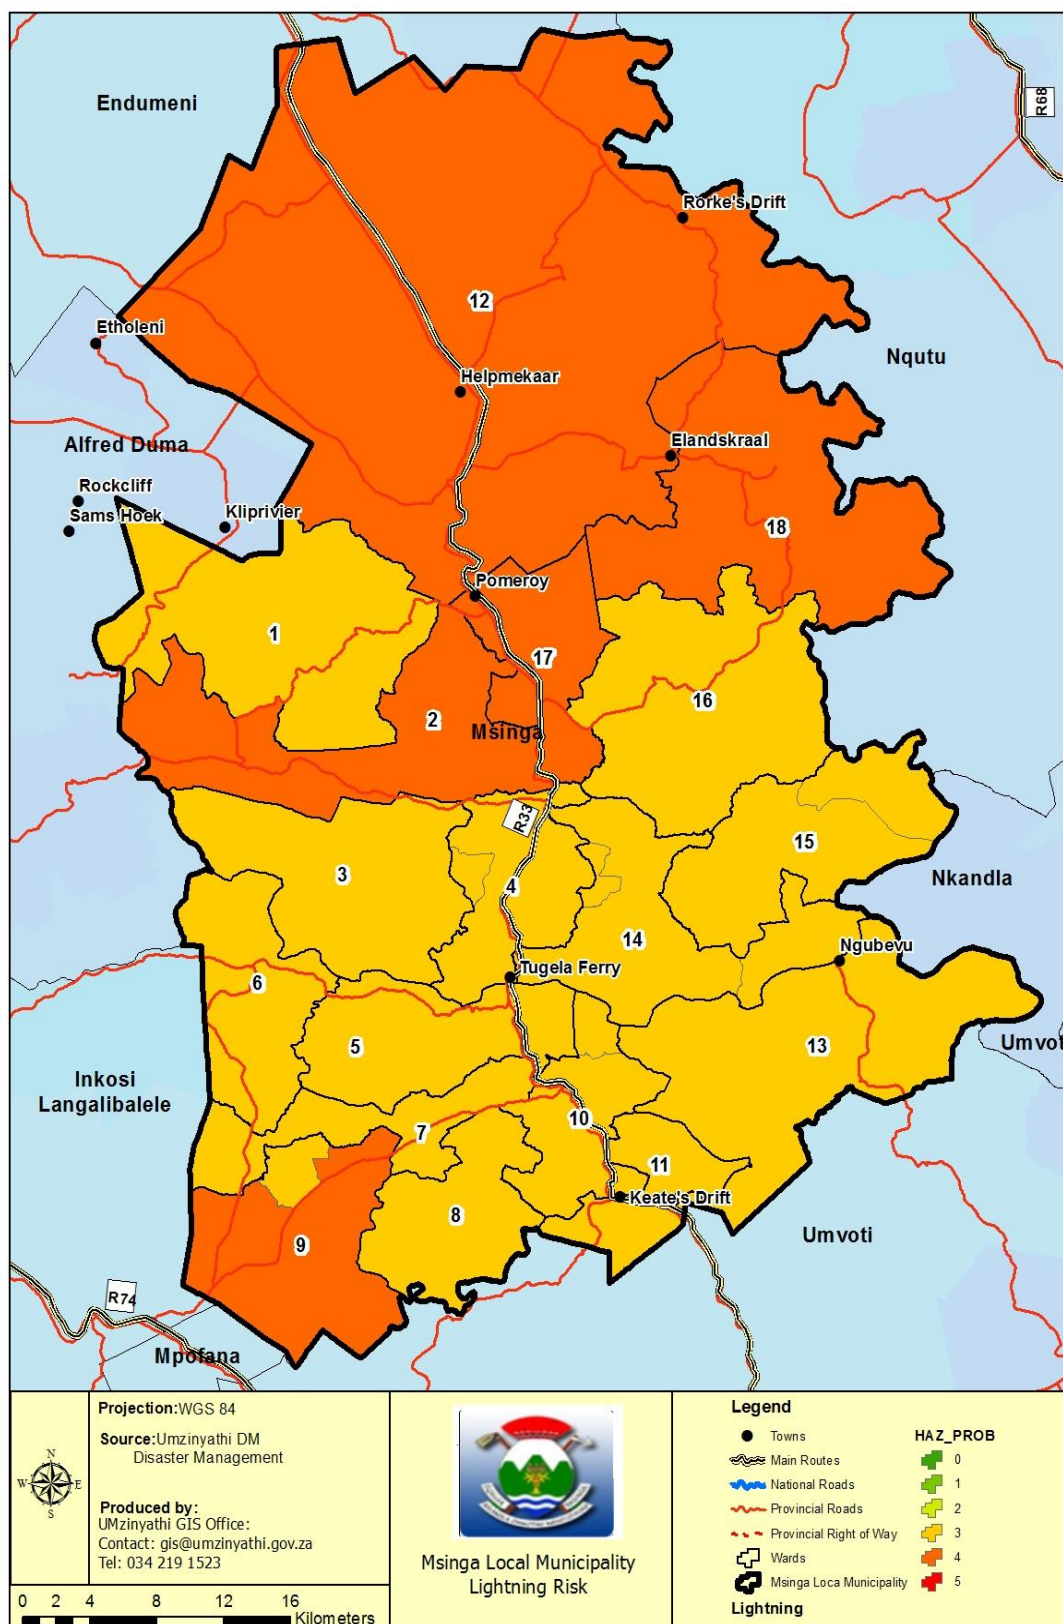 Endumeni
R68
Rorke's Drift
12
Etholeni
Nqutu
Helpmekaar
Alfred Duma
Elandskraal
Rockcliff
Sams Hoek
Kliprivier
18
Pomeroy
1
17
16
2
Msinga
R33
15
3
4
Nkandla
14
Ngubevu
Tugela Ferry
6
5
13
Umvot
Inkosi
Langalibalele
10
7
11
Keate's Drift
8
9
Umvoti
R74
Mpofana
N
W E
S
Projection:WGS 84
Source:Umzinyathi DM
Disaster Management
Produced by:
UMzinyathi GIS Office:
Contact: gis@umzinyathi.gov.za
Tel: 034 219 1523
0 2 4 8 12 16
Kilometers
Msinga Local Municipality
Lightning Risk
Legend
Towns
Main Routes
National Roads
Provincial Roads
Provincial Right of Way
Wards
Msinga Loca Municipality
Lightning
HAZ_PROB
0
1
2
3
4
5